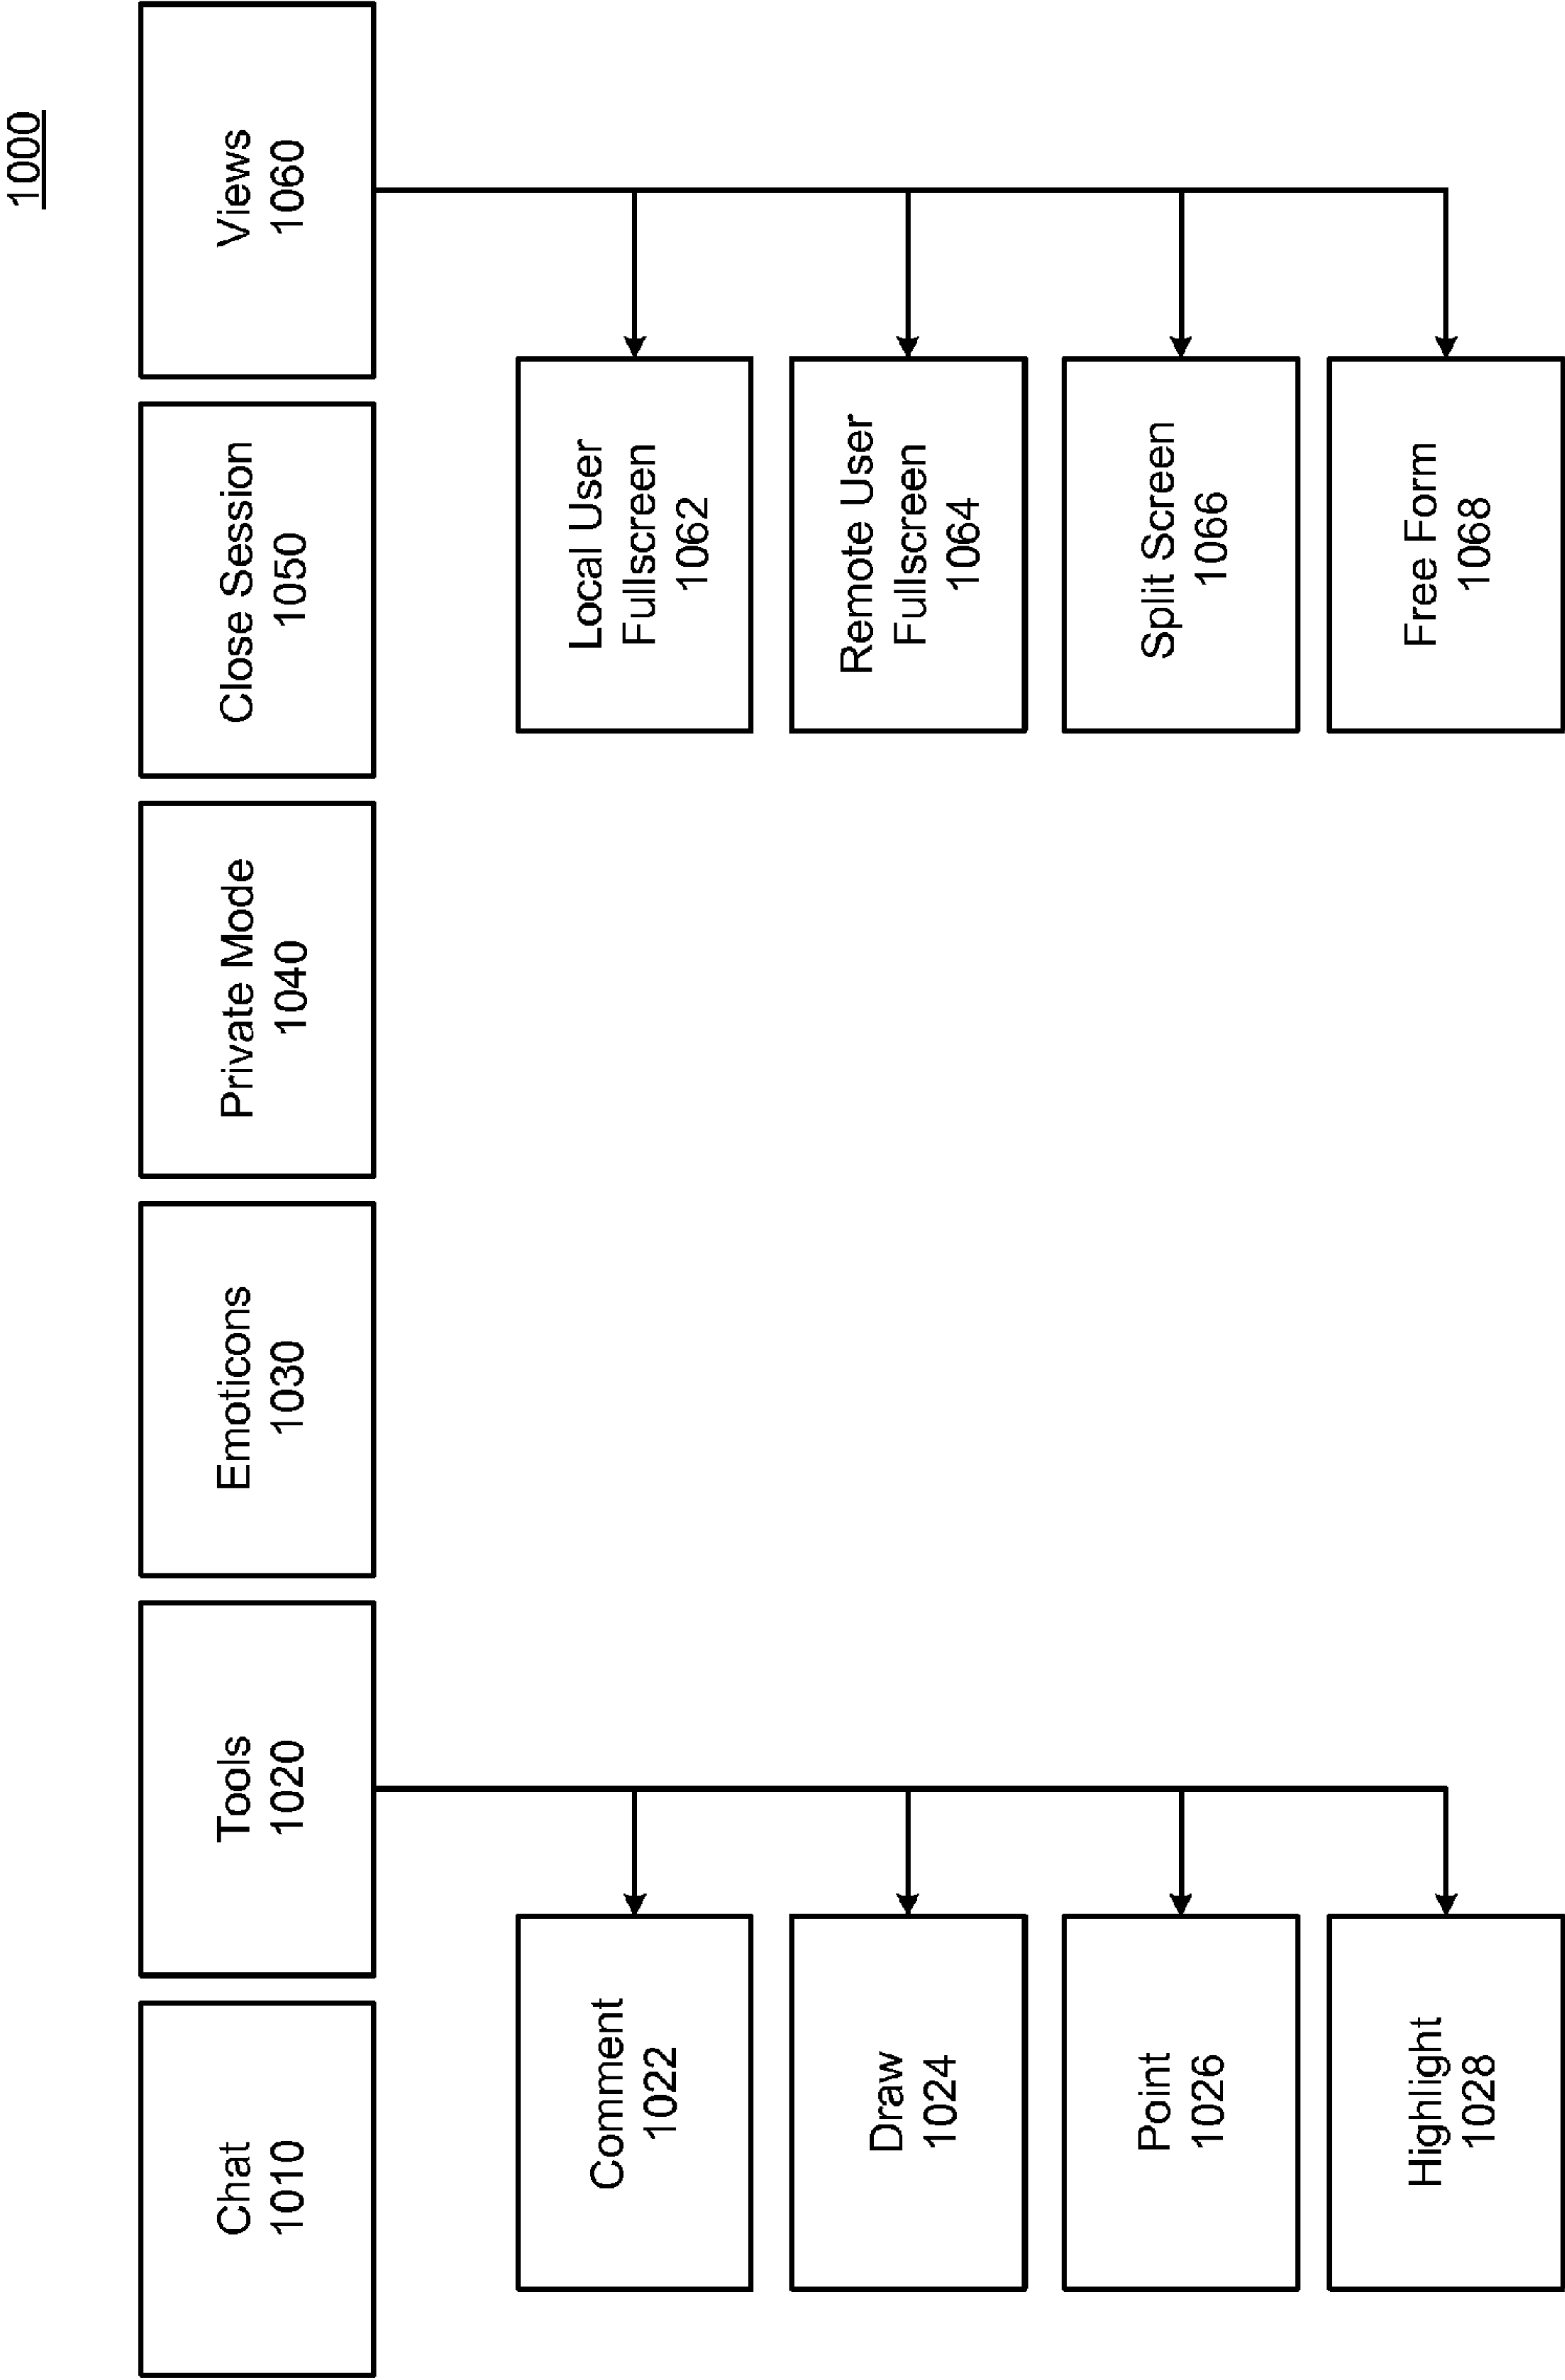 1000
Chat
1010
Tools
1020
Emoticons
1030
Private Mode
1040
Close Session
1050
Views
1060
Comment
1022
Draw
1024
Point
1026
Highlight
1028
Local User
Fullscreen
1062
Remote User
Fullscreen
1064
Split Screen
1066
Free Form
1068